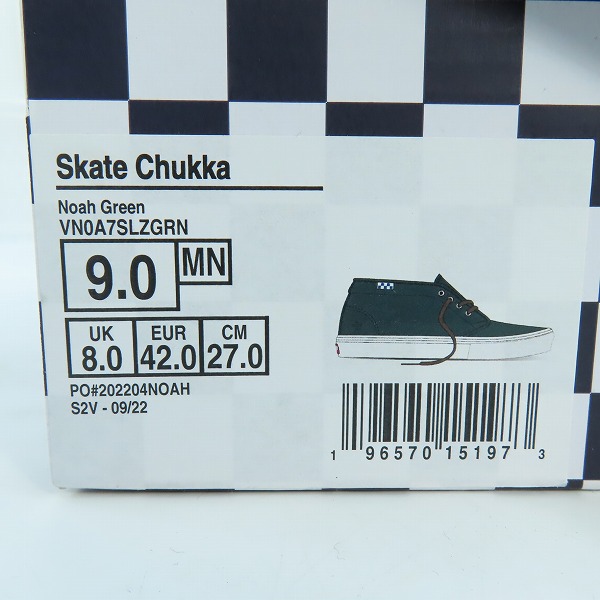 Skate Chukka
Noah Green
VN0A7SLZGRN
9.0 MN
UK EUR CM
8.0 42.0 27.0
PO#202204NOAH
S2V - 09/22
1 96570 15197 3